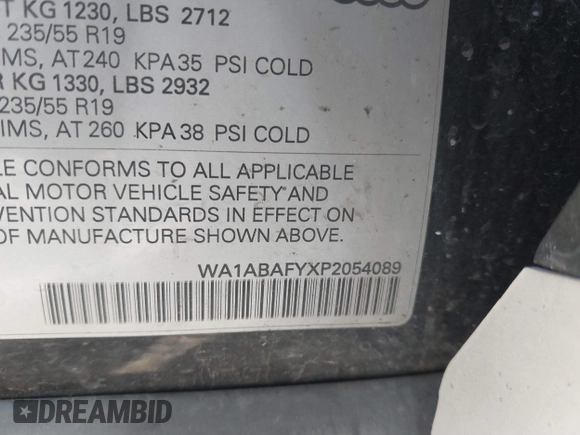 T KG 1230, LBS 2712
235/55 R19
IMS, AT 240 KPA 35 PSI COLD
R KG 1330, LBS 2932
235/55 R19
IMS, AT 260 KPA 38 PSI COLD
LE CONFORMS TO ALL APPLICABLE
AL MOTOR VEHICLE SAFETY AND
VENTION STANDARDS IN EFFECT ON
OF MANUFACTURE SHOWN ABOVE.
WA1ABAFYXP2054089
DREAMBID